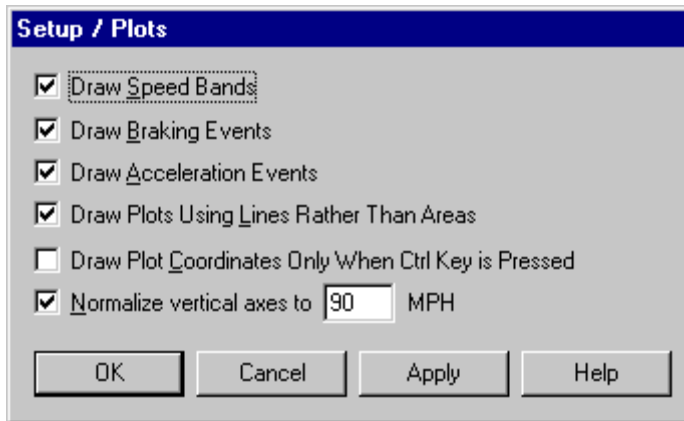 Setup / Plots
Draw Speed Bands
Draw Braking Events
Draw Acceleration Events
Draw Plots Using Lines Rather Than Areas
Draw Plot Coordinates Only When Ctrl Key is Pressed
Normalize vertical axes to 90 MPH
OK Cancel Apply Help